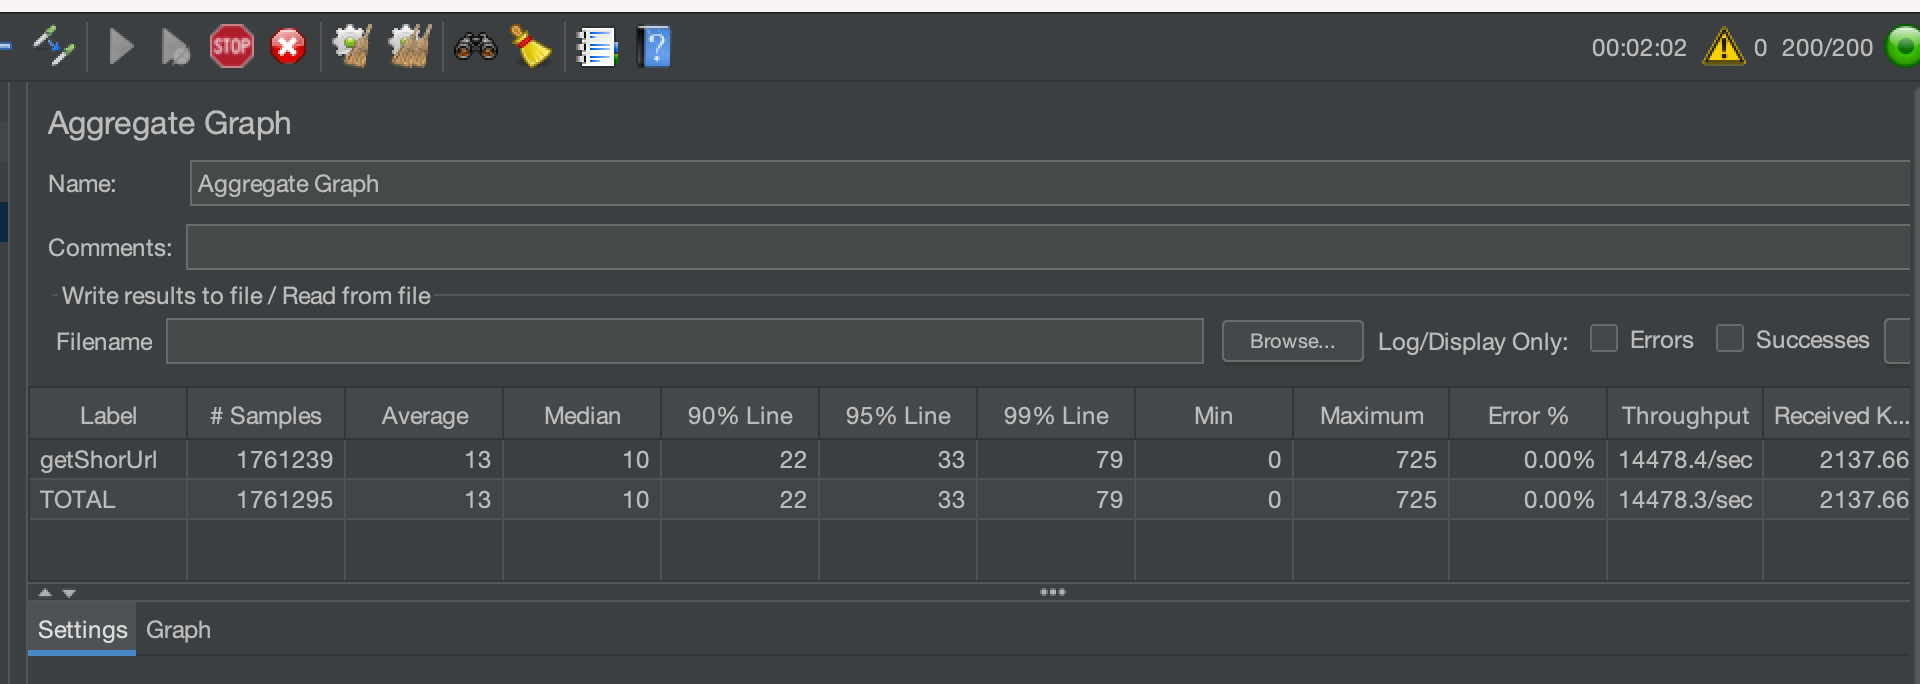 STOP
?
00:02:02 ! 0 200/200
Aggregate Graph
Name: Aggregate Graph
Comments:
Write results to file / Read from file
Filename Browse... Log/Display Only: Errors Successes
Label # Samples Average Median 90% Line 95% Line 99% Line Min Maximum Error % Throughput Received K...
getShorUrl 1761239 13 10 22 33 79 0 725 0.00% 14478.4/sec 2137.66
TOTAL 1761295 13 10 22 33 79 0 725 0.00% 14478.3/sec 2137.66
Settings Graph